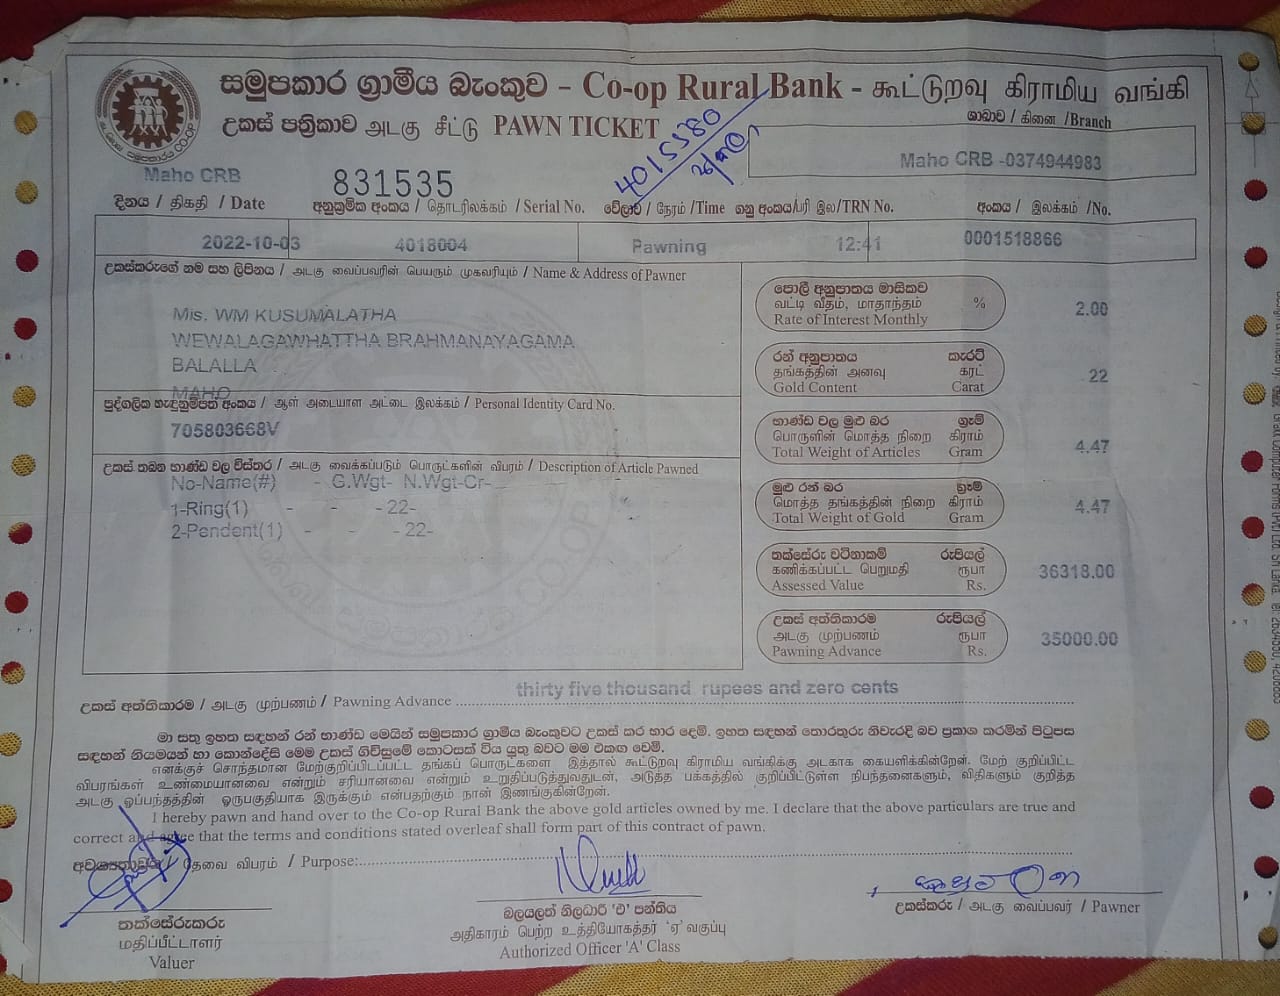 සමුපකාර ග්‍රාමීය බැංකුව - Co-op Rural Bank - கூட்டுறவு கிராமிய வங்கி
උකස් පත්‍රිකාව அடகு சீட்டு PAWN TICKET
4015580
ශාඛාව / கிளை /Branch
Maho CRB -0374944983
Maho CRB
831535
දිනය / திகதி / Date
අනුක්‍රමික අංකය / தொடரிலக்கம் / Serial No.
වේලාව / நேரம் /Time
ගනු අංකය/பரி இல/TRN No.
අංකය / இலக்கம் /No.
2022-10-03 4018004 Pawning 12:41 0001518866
උකස්කරුගේ නම සහ ලිපිනය / அடகு வைப்பவரின் பெயரும் முகவரியும் / Name & Address of Pawner
Mis. WM KUSUMALATHA
WEWALAGAWHATTHA BRAHMANAYAGAMA
BALALLA
MAHO
පුද්ගලික හැඳුනුම්පත අංකය / ஆள் அடையாள அட்டை இலக்கம் / Personal Identity Card No.
705803668V
උකස් තබන භාණ්ඩ වල විස්තර / அடகு வைக்கப்படும் பொருட்களின் விபரம் / Description of Article Pawned
No-Name(#) - G.Wgt- N.Wgt-Cr-
1-Ring(1) - - - 22-
2-Pendent(1) - - - 22-
පොලී අනුපාතය මාසිකව
வட்டி வீதம், மாதாந்தம் % 2.00
Rate of Interest Monthly
රන් අනුපාතය කැරට්
தங்கத்தின் அளவு கரட் 22
Gold Content Carat
භාණ්ඩ වල මුළු බර ග්‍රෑම්
பொருளின் மொத்த நிறை கிராம் 4.47
Total Weight of Articles Gram
මුළු රන් බර ග්‍රෑම්
மொத்த தங்கத்தின் நிறை கிராம் 4.47
Total Weight of Gold Gram
තක්සේරු වටිනාකම් රුපියල්
கணிக்கப்பட்ட பெறுமதி ரூபா 36318.00
Assessed Value Rs.
උකස් අත්තිකාරම රුපියල්
அடகு முற்பணம் ரூபா 35000.00
Pawning Advance Rs.
thirty five thousand rupees and zero cents
උකස් අත්තිකාරම / அடகு முற்பணம் / Pawning Advance
මා සතු ඉහත සඳහන් රන් භාණ්ඩ මෙයින් සමුපකාර ග්‍රාමීය බැංකුවට උකස් කර භාර දෙමි. ඉහත සඳහන් තොරතුරු නිවැරදි බව ප්‍රකාශ කරමින් පිටුපස
සඳහන් නියමයන් හා කොන්දේසි මෙම උකස් ගිවිසුමේ කොටසක් විය යුතු බවට මම එකඟ වෙමි.
எனக்குச் சொந்தமான மேற்குறிப்பிடப்பட்ட தங்கப் பொருட்களை இத்தால் கூட்டுறவு கிராமிய வங்கிக்கு அடகாக கையளிக்கின்றேன். மேற் குறிப்பிட்ட
விபரங்கள் உண்மையானவை என்றும் சரியானவை என்றும் உறுதிப்படுத்துவதுடன், அடுத்த பக்கத்தில் குறிப்பிட்டுள்ள நிபந்தனைகளும், விதிகளும் குறித்த
அடகு ஒப்பந்தத்தின் ஒருபகுதியாக இருக்கும் என்பதற்கும் நான் இணங்குகின்றேன்.
I hereby pawn and hand over to the Co-op Rural Bank the above gold articles owned by me. I declare that the above particulars are true and
correct and agree that the terms and conditions stated overleaf shall form part of this contract of pawn.
අවශ්‍යතාවය / தேவை விபரம் / Purpose:
කුසුමලතා
තක්සේරුකරු
மதிப்பீட்டாளர்
Valuer
බලයලත් නිලධාරි 'ඒ' පන්තිය
அதிகாரம் பெற்ற உத்தியோகத்தர் 'ஏ' வகுப்பு
Authorized Officer 'A' Class
උකස්කරු / அடகு வைப்பவர் / Pawner